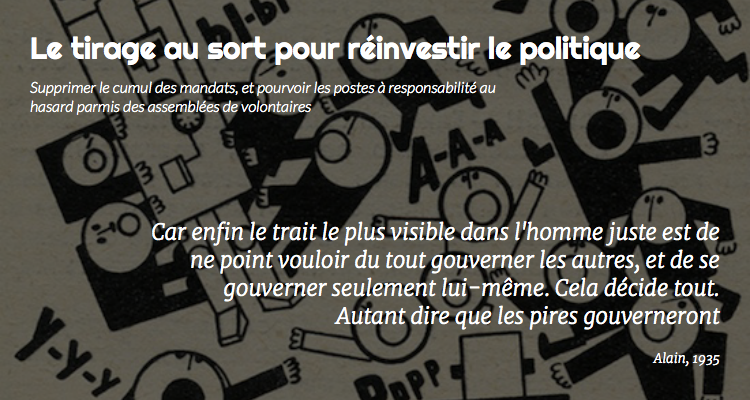 Le tirage au sort pour réinvestir le politique
Supprimer le cumul des mandats, et pourvoir les postes à responsabilité au
hasard parmis des assemblées de volontaires
A-A-A
Car enfin le trait le plus visible dans l'homme juste est de
ne point vouloir du tout gouverner les autres, et de se
gouverner seulement lui-même. Cela décide tout.
Autant dire que les pires gouverneront
Alain, 1935
Y-Y-Y